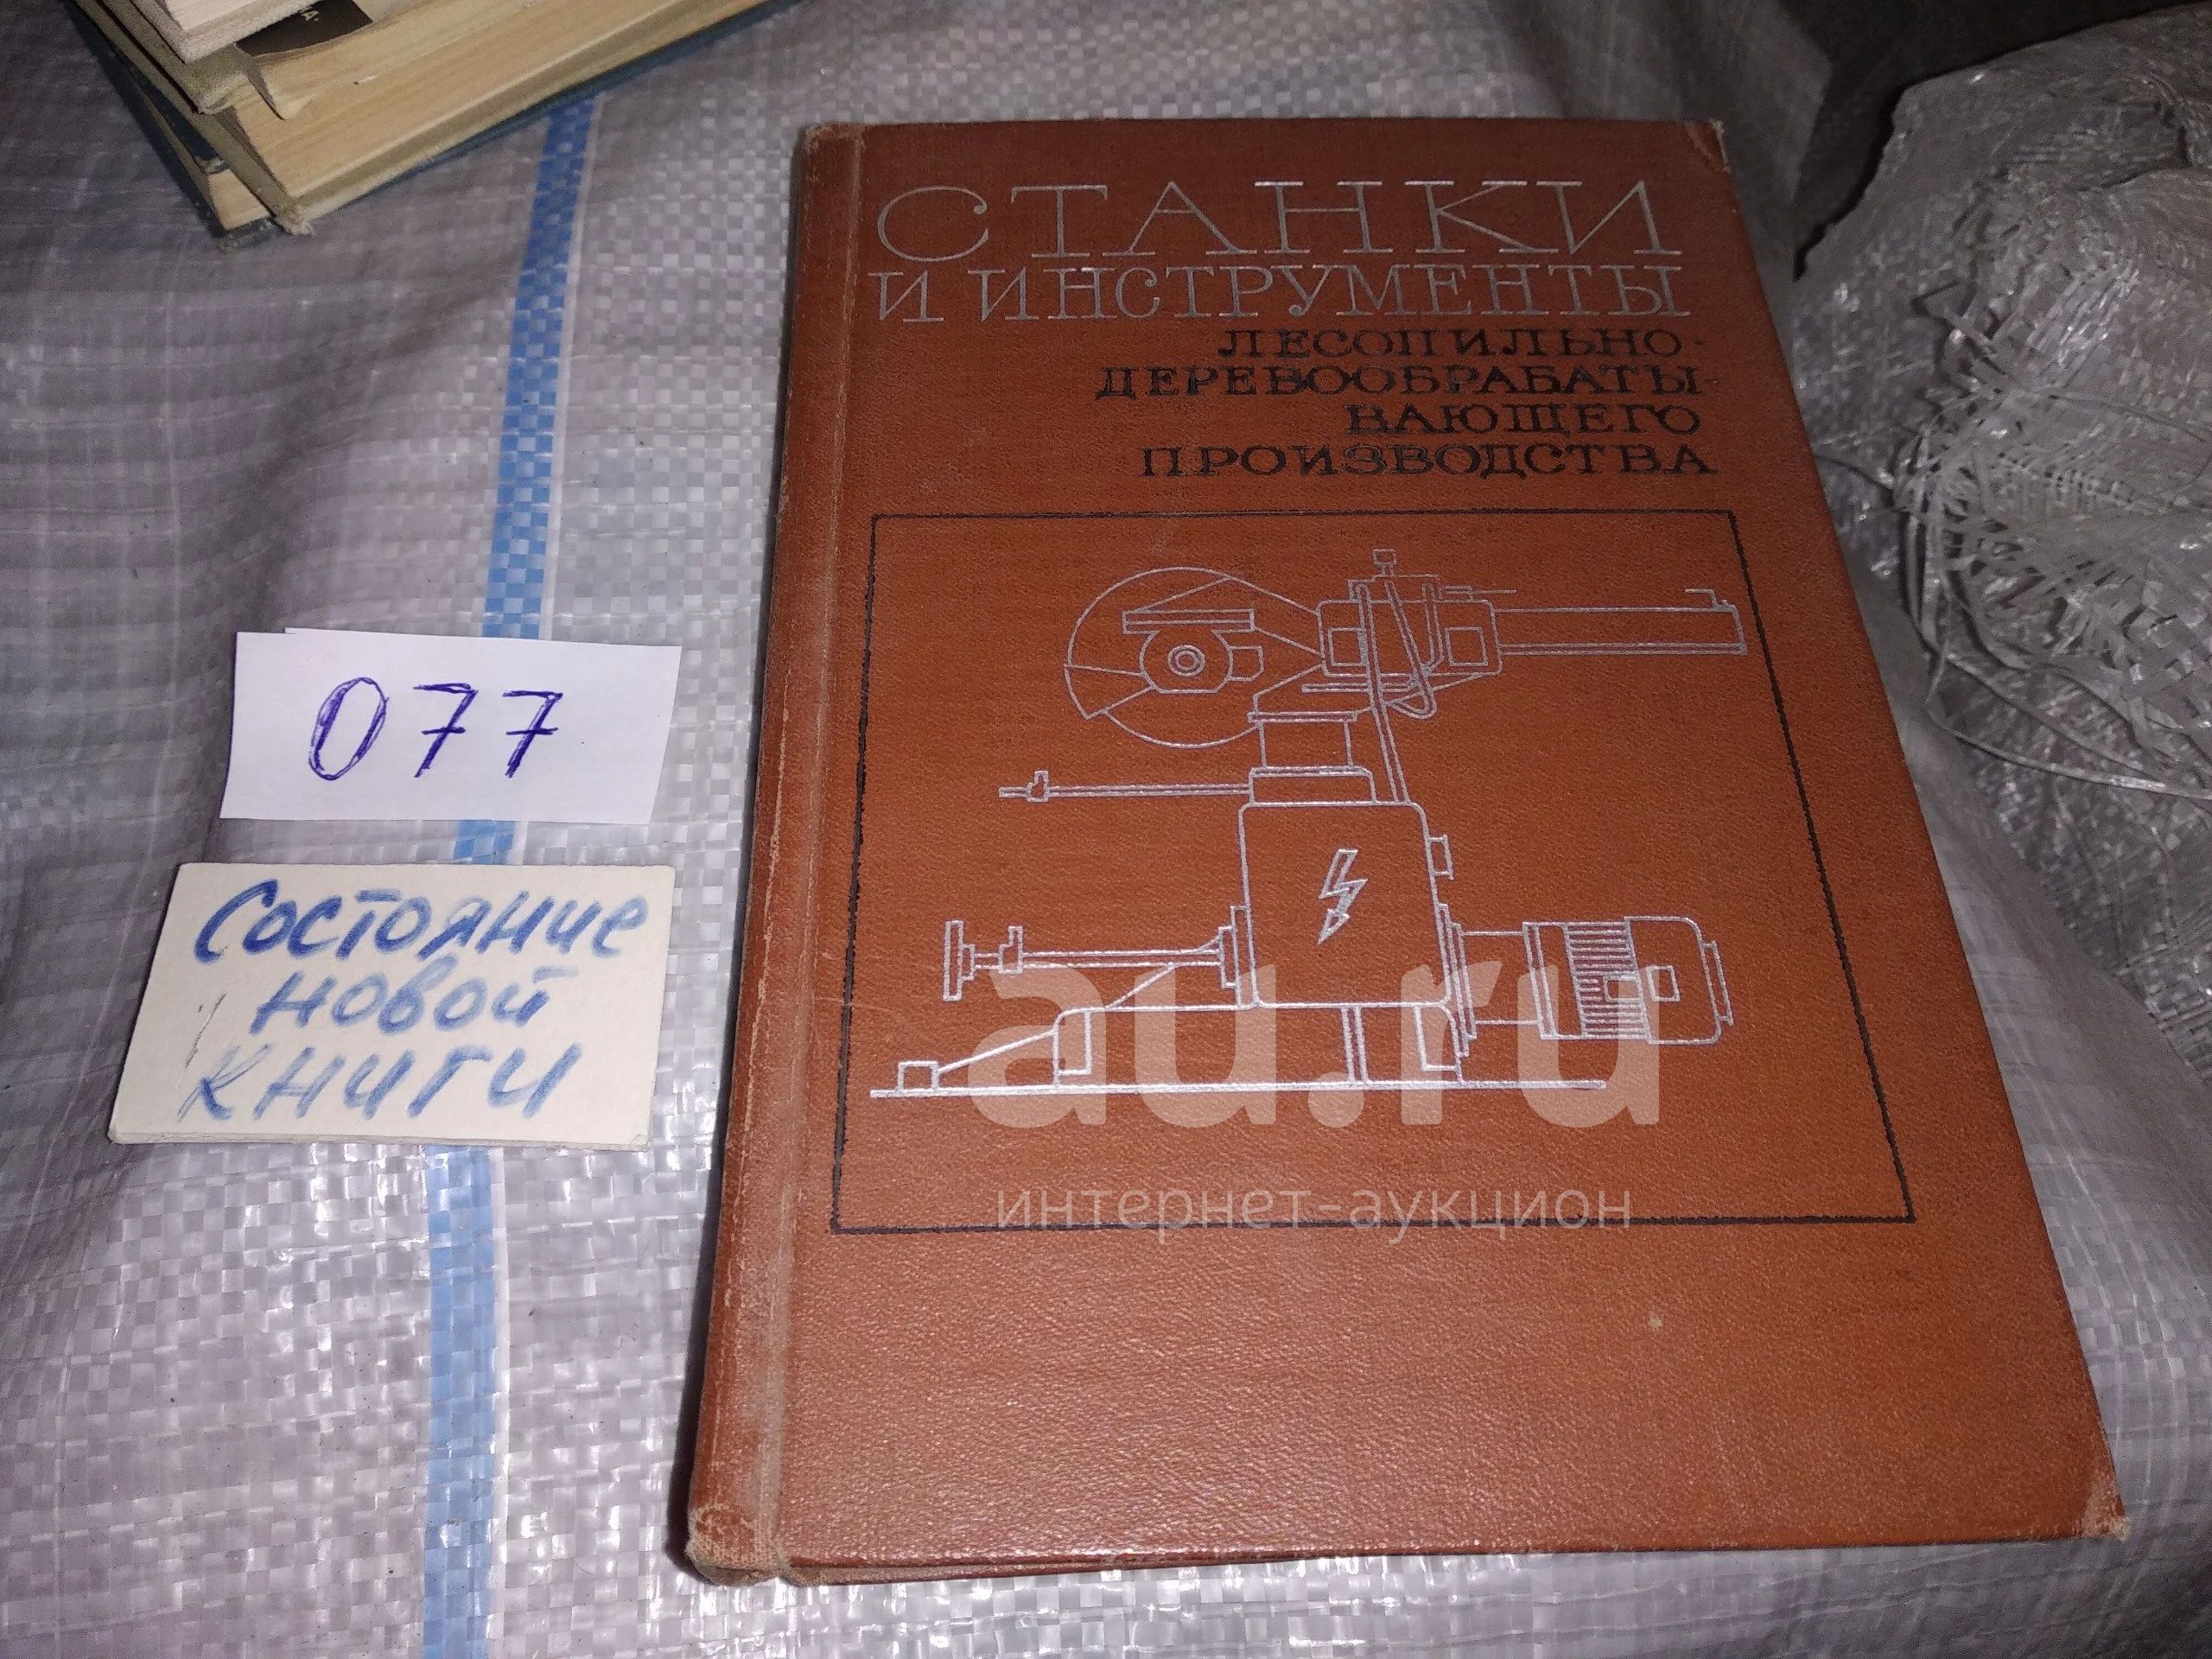 СТАНКИ
И ИНСТРУМЕНТЫ
ЛЕСОПИЛЬНО-
ДЕРЕВООБРАБАТЫ-
ВАЮЩЕГО
ПРОИЗВОДСТВА
077
Состояние
новой
книги
au.ru
интернет-аукцион